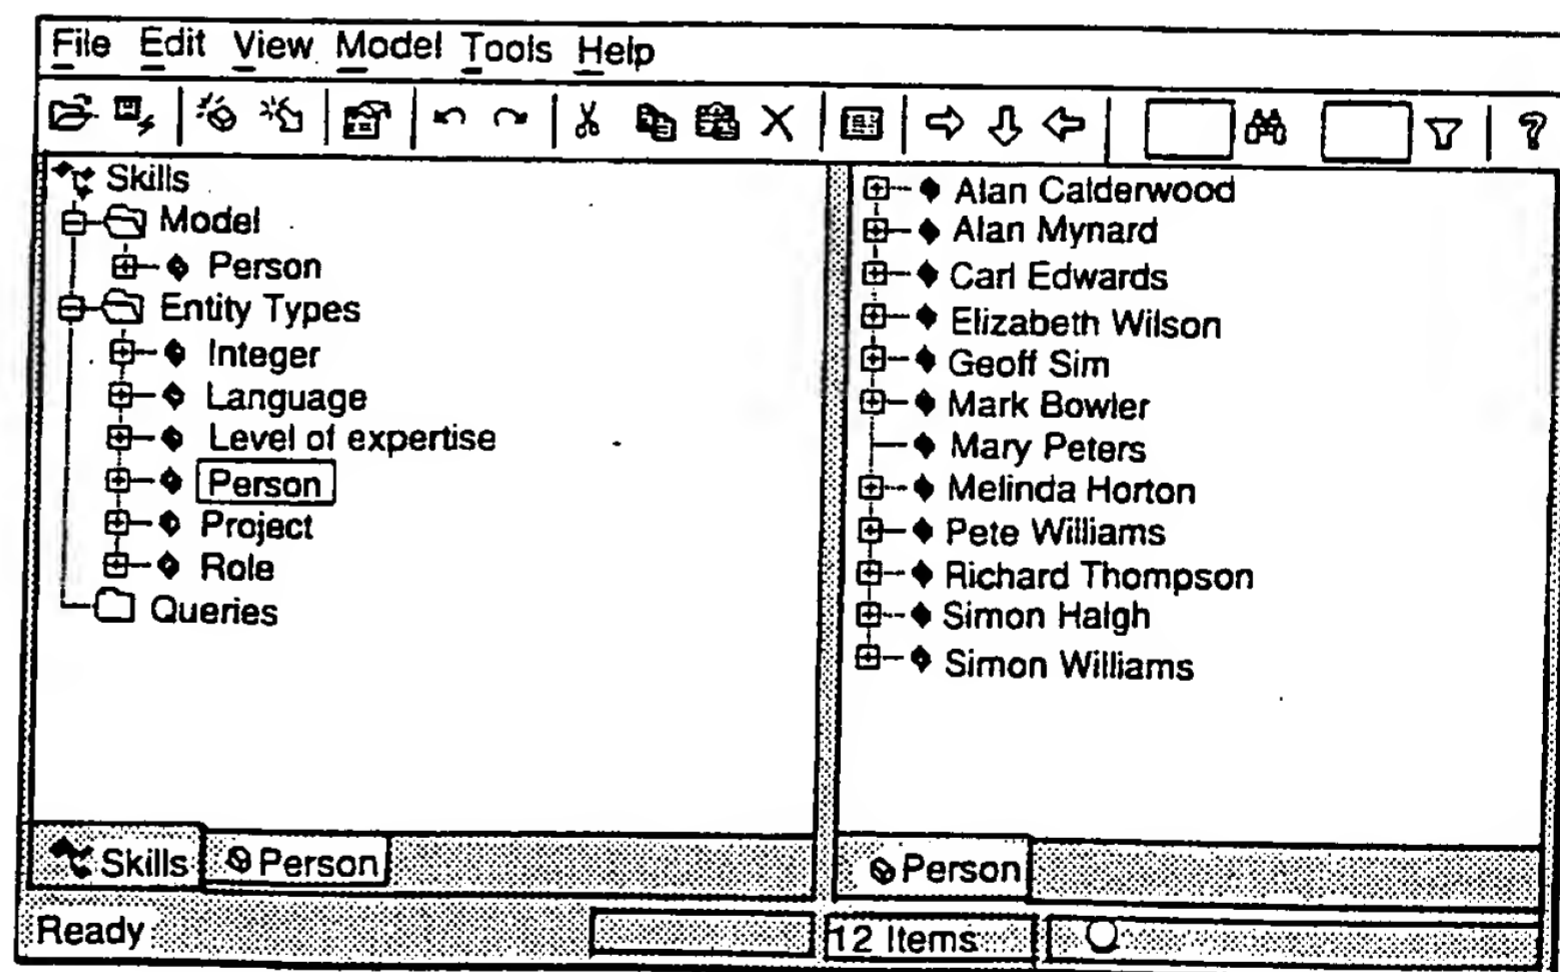 File Edit View Model Tools Help
?
Skills
Model
Person
Entity Types
Integer
Language
Level of expertise
Person
Project
Role
Queries
Alan Calderwood
Alan Mynard
Carl Edwards
Elizabeth Wilson
Geoff Sim
Mark Bowler
Mary Peters
Melinda Horton
Pete Williams
Richard Thompson
Simon Halgh
Simon Williams
Skills Person
Person
Ready
12 Items